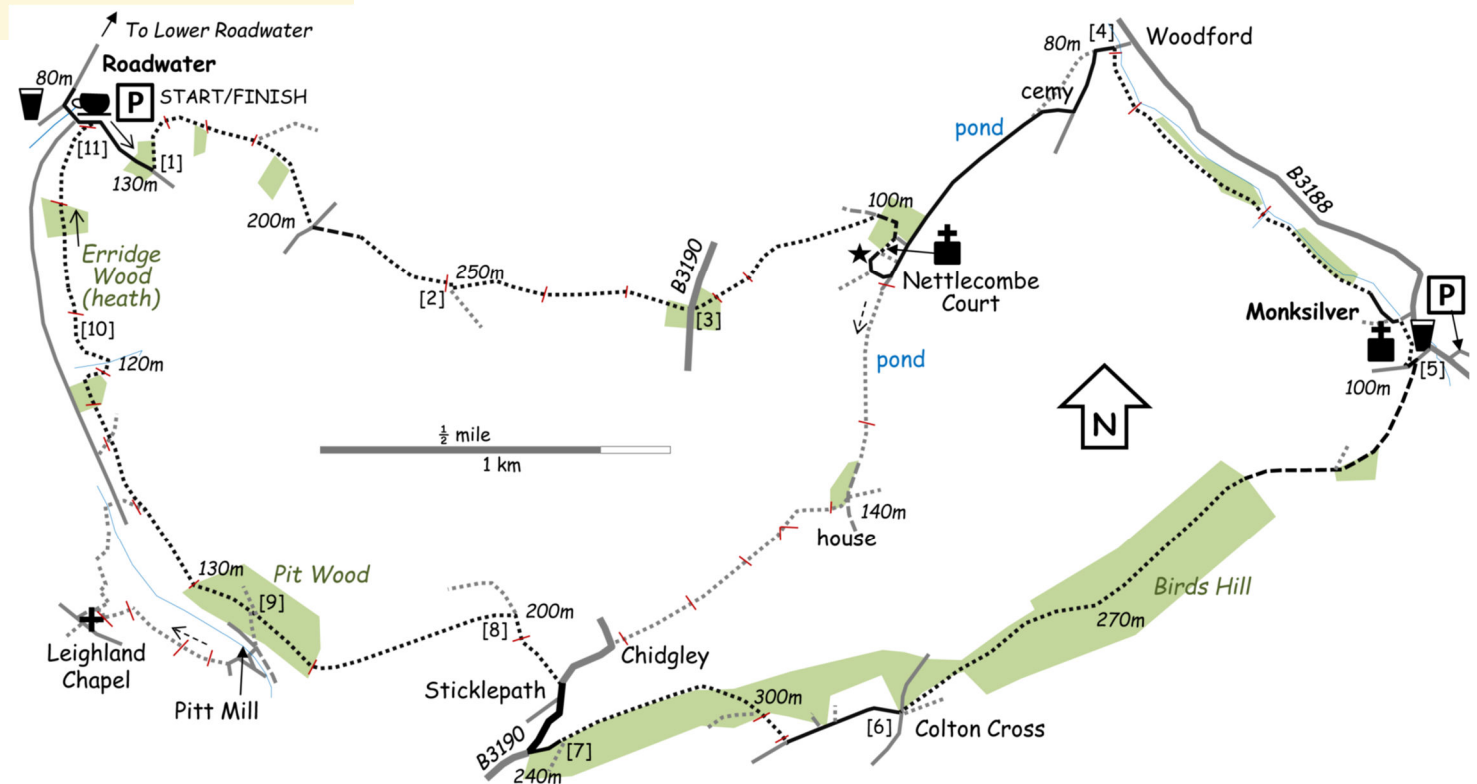 To Lower Roadwater
Roadwater
80m
P
START/FINISH
[11]
[1]
130m
200m
Erridge
Wood
(heath)
[10]
120m
[2]
250m
B3190
[3]
100m
Nettlecombe
Court
pond
cemy
80m
[4]
Woodford
B3188
Monksilver
P
100m
[5]
pond
N
½ mile
1 km
140m
house
Birds Hill
270m
130m
Pit Wood
[9]
Leighland
Chapel
Pitt Mill
200m
[8]
Chidgley
Sticklepath
B3190
[7]
240m
300m
[6]
Colton Cross